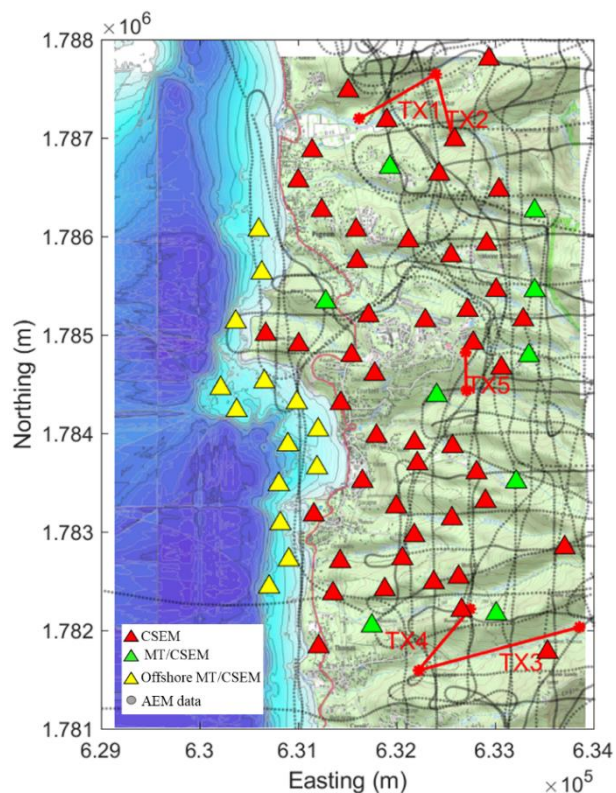 × 10⁶
1.788
1.787
1.786
1.785
1.784
1.783
1.782
1.781
Northing (m)
TX1
TX2
TX5
TX4
TX3
CSEM
MT/CSEM
Offshore MT/CSEM
AEM data
6.29
6.3
6.31
6.32
6.33
6.34
Easting (m)
× 10⁵